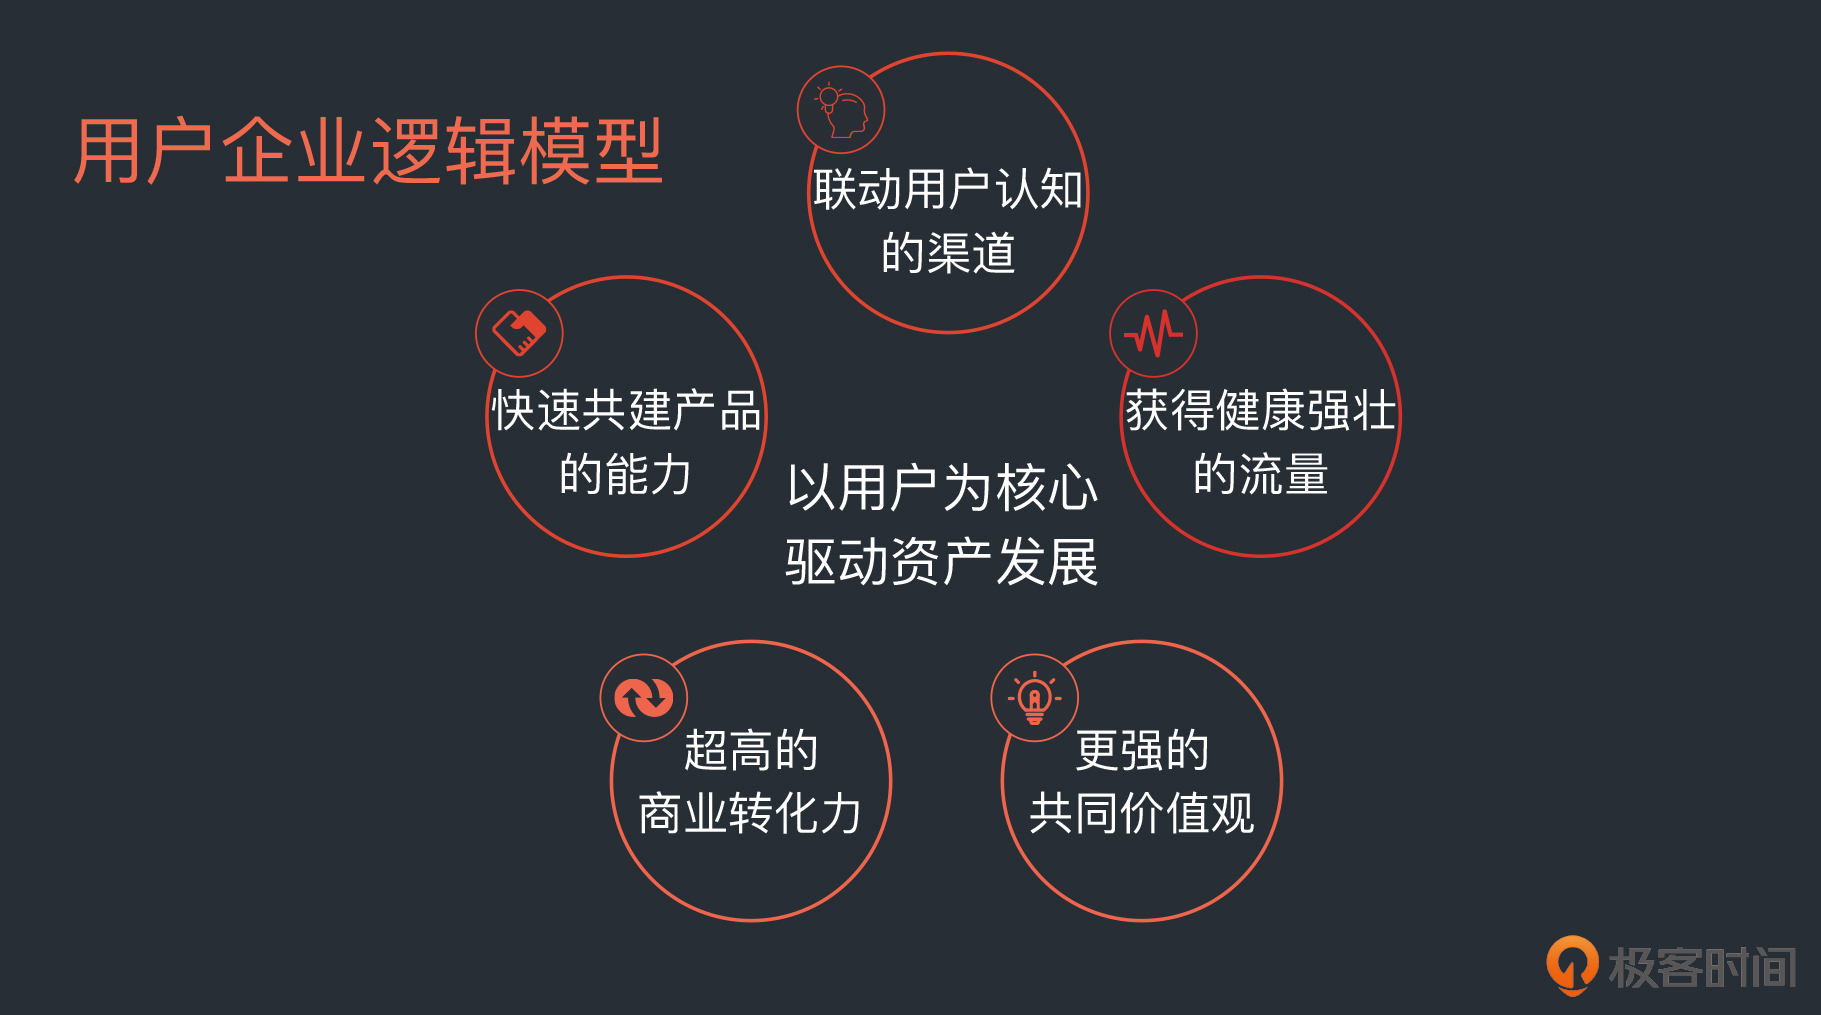 用户企业逻辑模型
联动用户认知
的渠道
快速共建产品
的能力
获得健康强壮
的流量
以用户为核心
驱动资产发展
超高的
商业转化力
更强的
共同价值观
极客时间